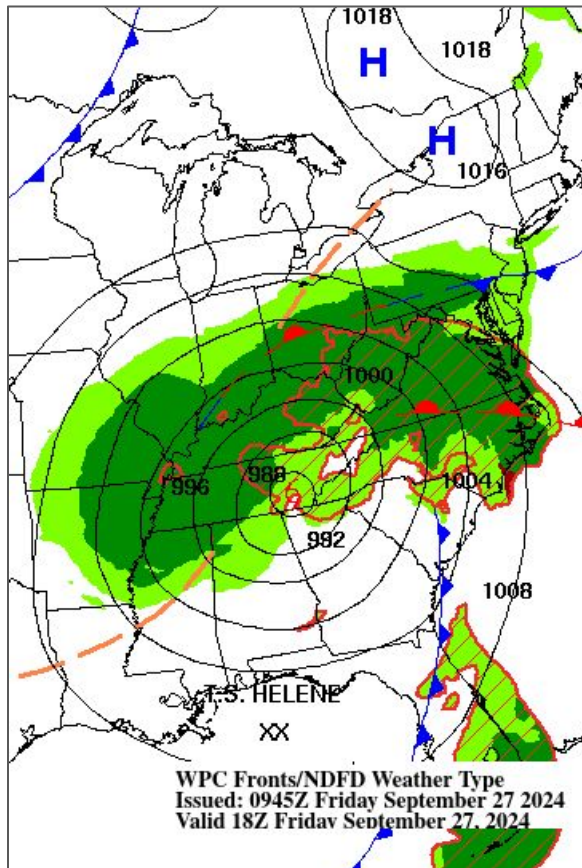 1018
1018
H
H
1016
1000
996
988
1004
992
1008
T.S. HELENE
XX
WPC Fronts/NDFD Weather Type
Issued: 0945Z Friday September 27 2024
Valid 18Z Friday September 27, 2024